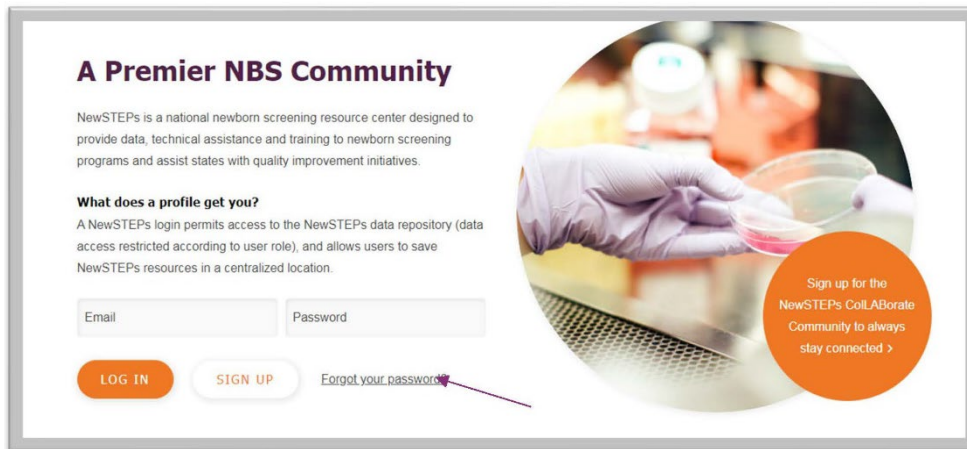 A Premier NBS Community
NewSTEPs is a national newborn screening resource center designed to
provide data, technical assistance and training to newborn screening
programs and assist states with quality improvement initiatives.
What does a profile get you?
A NewSTEPs login permits access to the NewSTEPs data repository (data
access restricted according to user role), and allows users to save
NewSTEPs resources in a centralized location.
Email
Password
LOG IN
SIGN UP
Forgot your password?
Sign up for the
NewSTEPs ColLABorate
Community to always
stay connected >